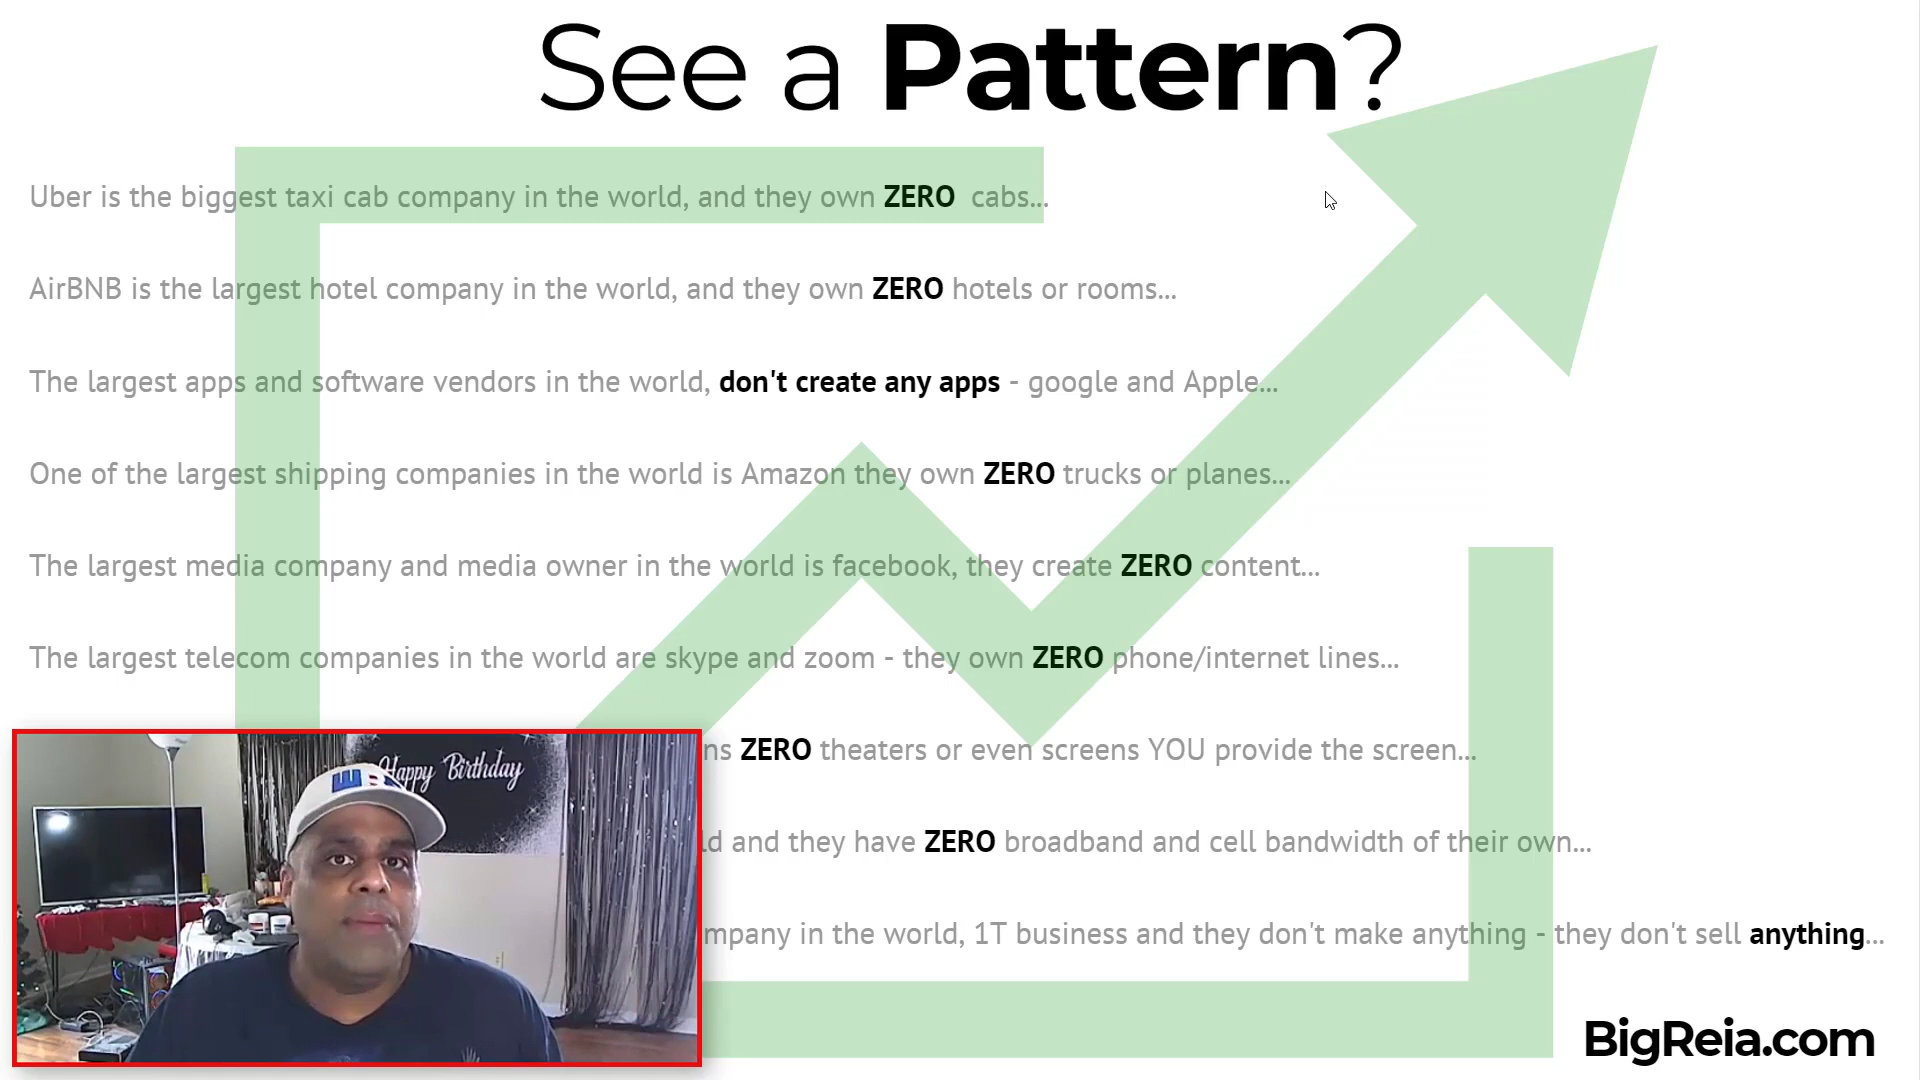 See a Pattern?
Uber is the biggest taxi cab company in the world, and they own ZERO cabs...
AirBNB is the largest hotel company in the world, and they own ZERO hotels or rooms...
The largest apps and software vendors in the world, don't create any apps - google and Apple...
One of the largest shipping companies in the world is Amazon they own ZERO trucks or planes...
The largest media company and media owner in the world is facebook, they create ZERO content...
The largest telecom companies in the world are skype and zoom - they own ZERO phone/internet lines...
ZERO theaters or even screens YOU provide the screen...
Happy Birthday
and they have ZERO broadband and cell bandwidth of their own...
in the world, 1T business and they don't make anything - they don't sell anything...
BigReia.com